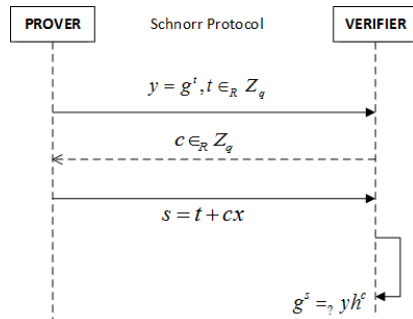 PROVER
Schnorr Protocol
VERIFIER
y = g^t, t ∈_R Z_q
c ∈_R Z_q
s = t + cx
g^s =_? yh^c